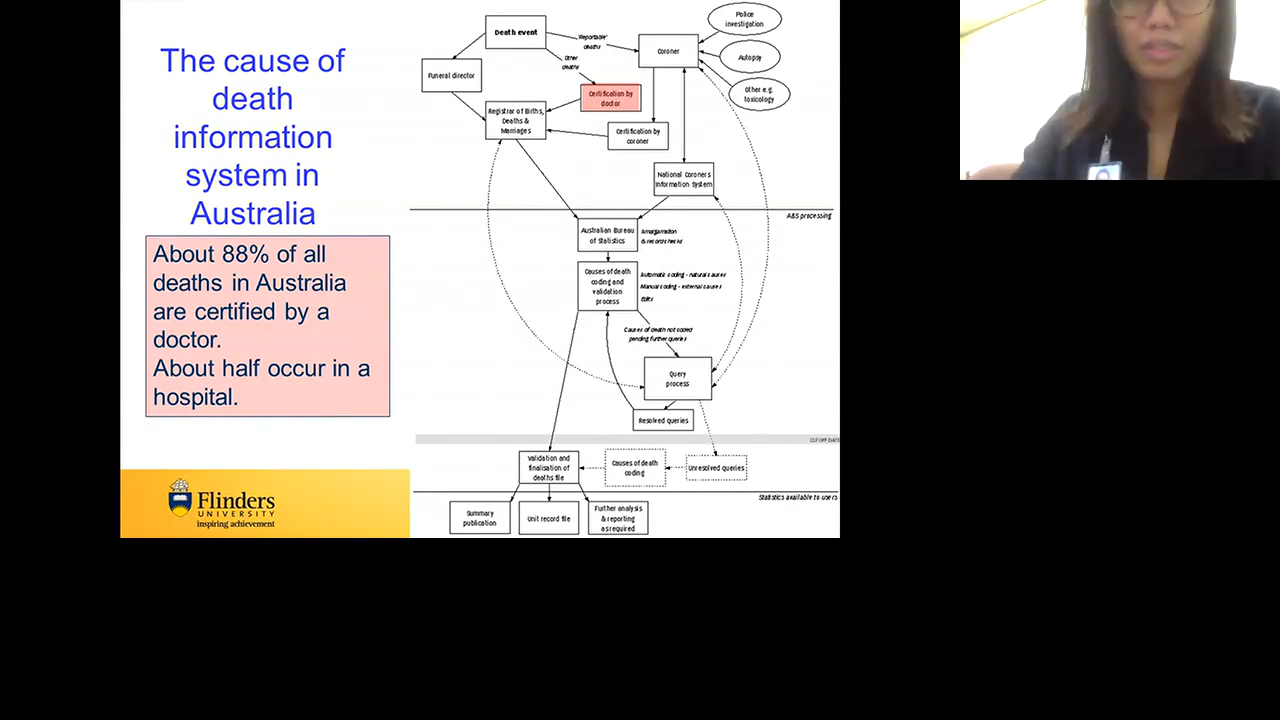 The cause of
death
information
system in
Australia
About 88% of all
deaths in Australia
are certified by a
doctor.
About half occur in a
hospital.
Flinders
UNIVERSITY
inspiring achievement
Death event
'Reportable'
deaths
Other
deaths
Funeral director
Coroner
Police
investigation
Autopsy
Other e.g.
toxicology
Certification by
doctor
Registrar of Births,
Deaths &
Marriages
Certification by
coroner
National Coroners
Information System
ABS processing
Australian Bureau
of Statistics
Amalgamation
& record checks
Causes of death
coding and
validation
process
Automatic coding - natural causes
Manual coding - external causes
Edits
Causes of death not coded
pending further queries
Query
process
Resolved queries
CUT OFF DATE
Validation and
finalisation of
deaths file
Causes of death
coding
Unresolved queries
Statistics available to users
Summary
publication
Unit record file
Further analysis
& reporting
as required